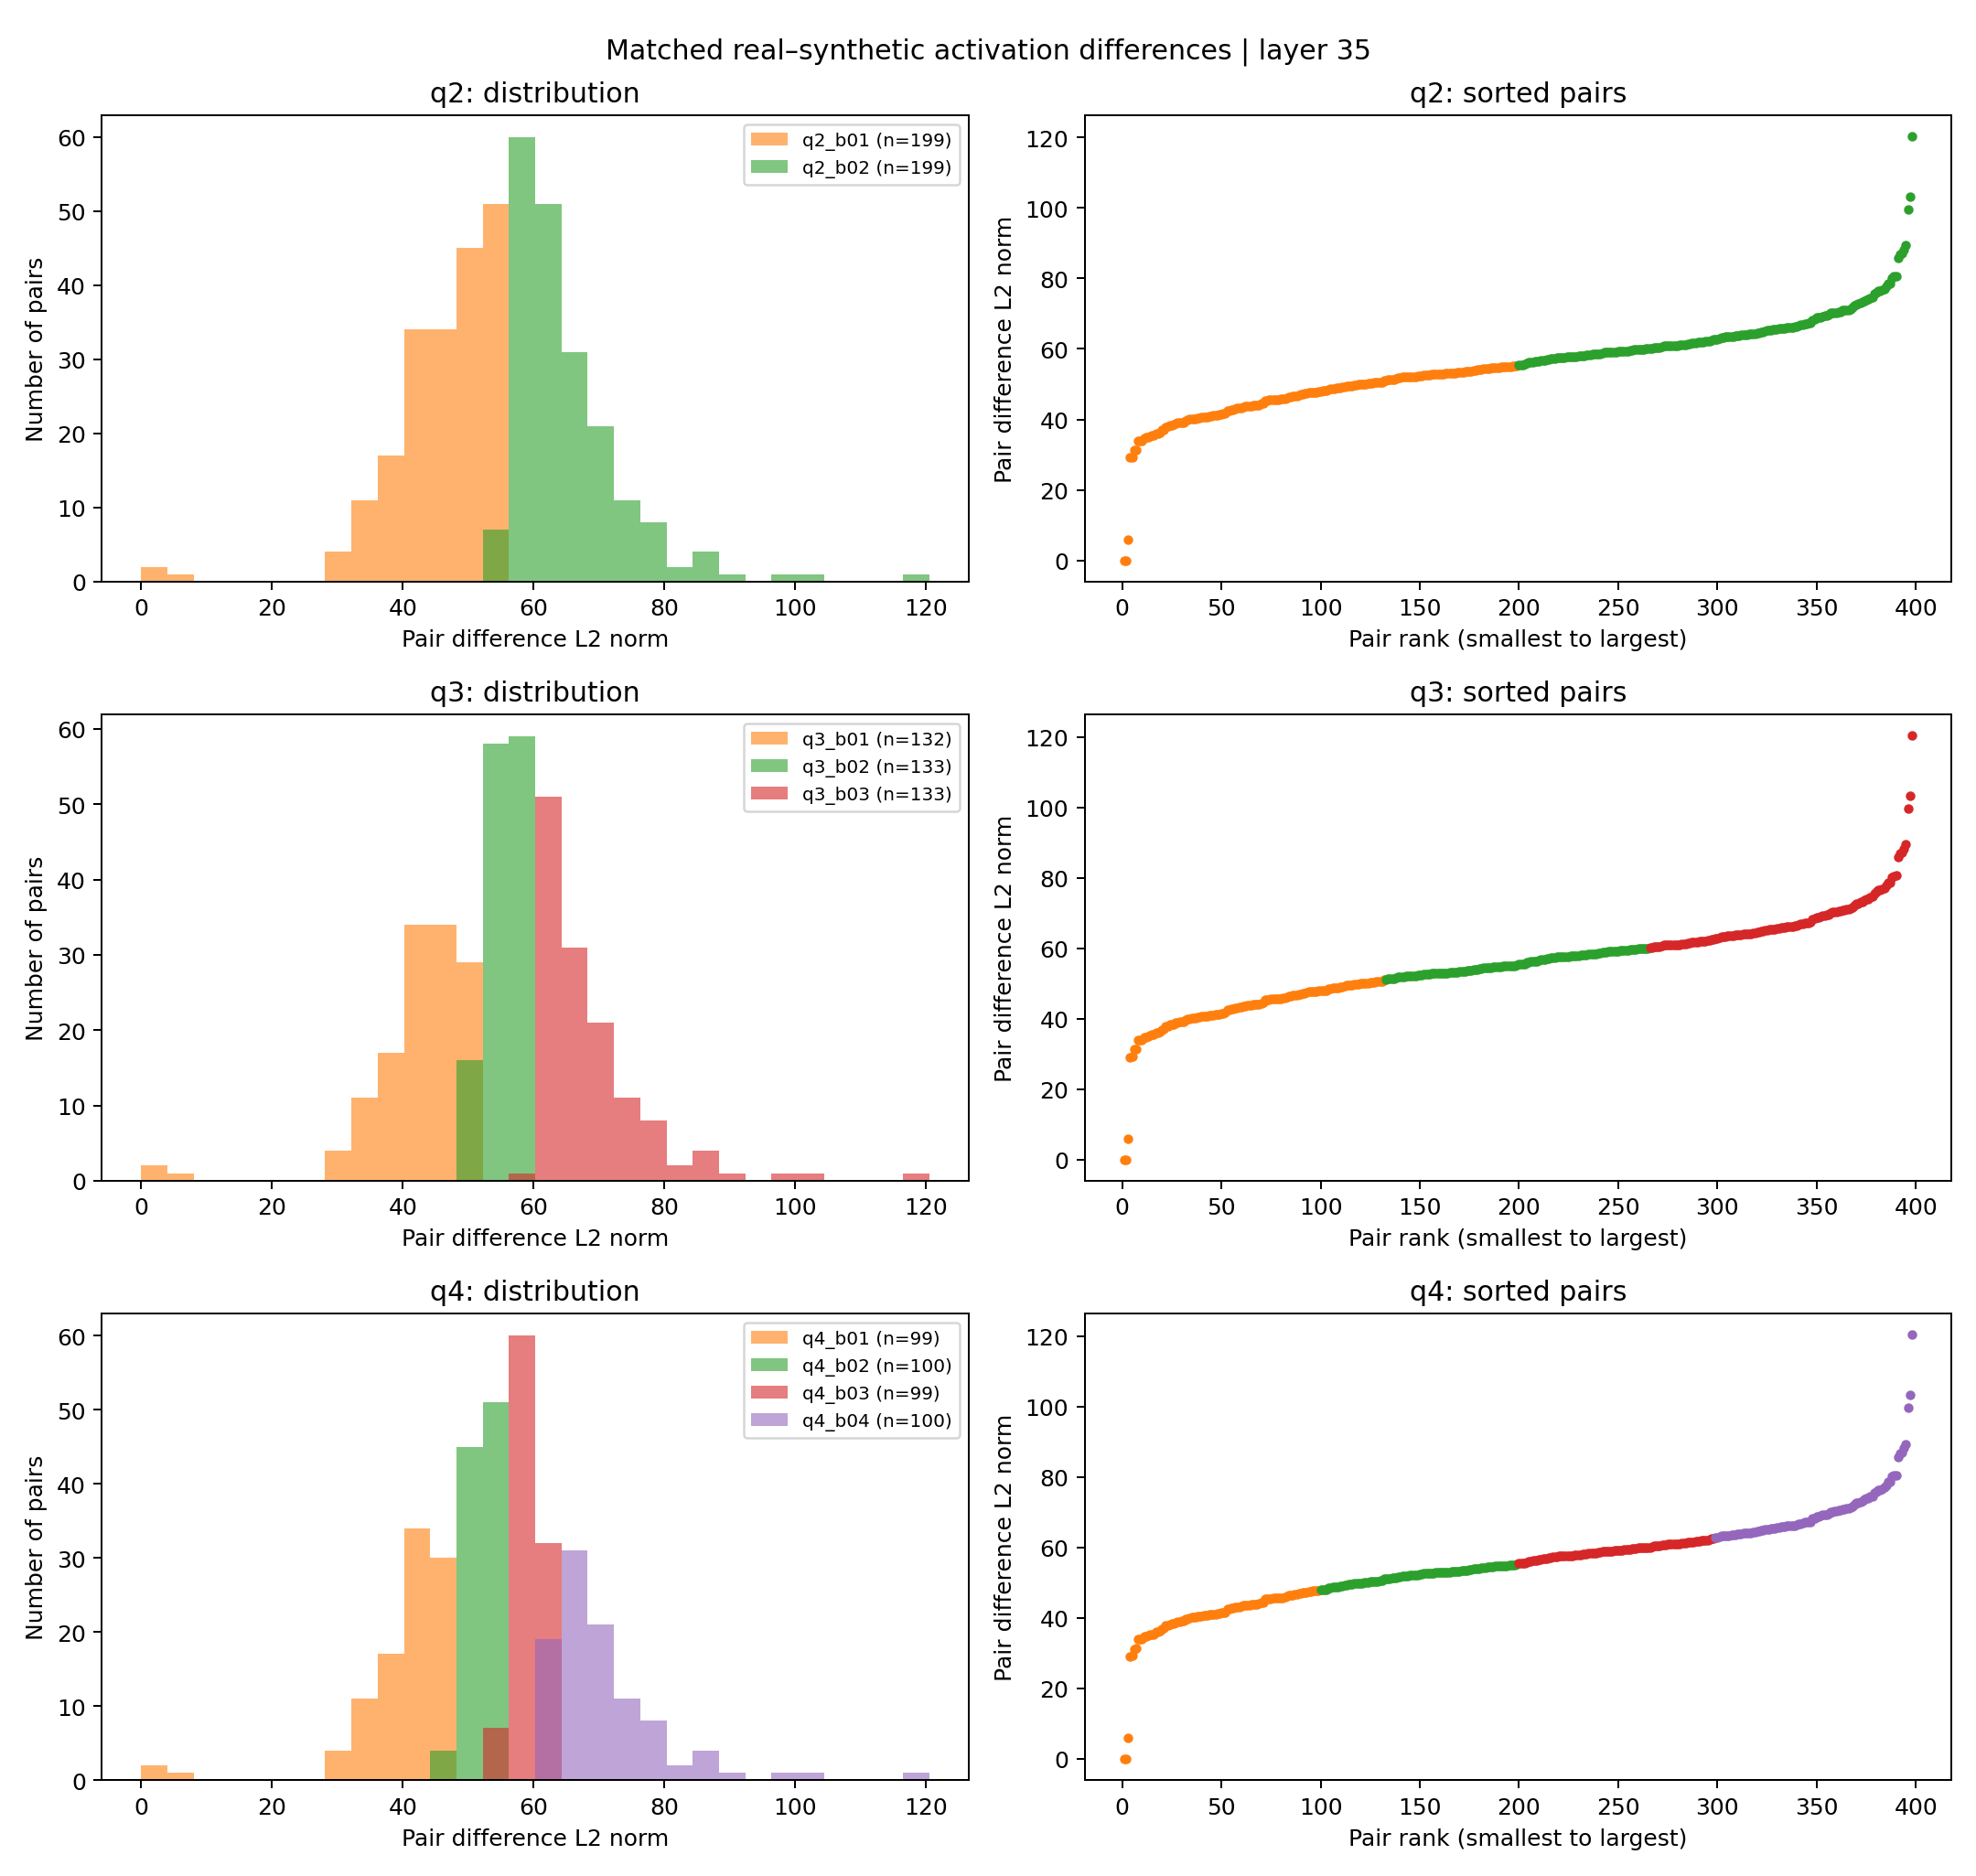 Matched real–synthetic activation differences | layer 35
q2: distribution
60
50
40
30
20
10
0
Number of pairs
q2_b01 (n=199)
q2_b02 (n=199)
0 20 40 60 80 100 120
Pair difference L2 norm
q2: sorted pairs
120
100
80
60
40
20
0
Pair difference L2 norm
0 50 100 150 200 250 300 350 400
Pair rank (smallest to largest)
q3: distribution
60
50
40
30
20
10
0
Number of pairs
q3_b01 (n=132)
q3_b02 (n=133)
q3_b03 (n=133)
0 20 40 60 80 100 120
Pair difference L2 norm
q3: sorted pairs
120
100
80
60
40
20
0
Pair difference L2 norm
0 50 100 150 200 250 300 350 400
Pair rank (smallest to largest)
q4: distribution
60
50
40
30
20
10
0
Number of pairs
q4_b01 (n=99)
q4_b02 (n=100)
q4_b03 (n=99)
q4_b04 (n=100)
0 20 40 60 80 100 120
Pair difference L2 norm
q4: sorted pairs
120
100
80
60
40
20
0
Pair difference L2 norm
0 50 100 150 200 250 300 350 400
Pair rank (smallest to largest)